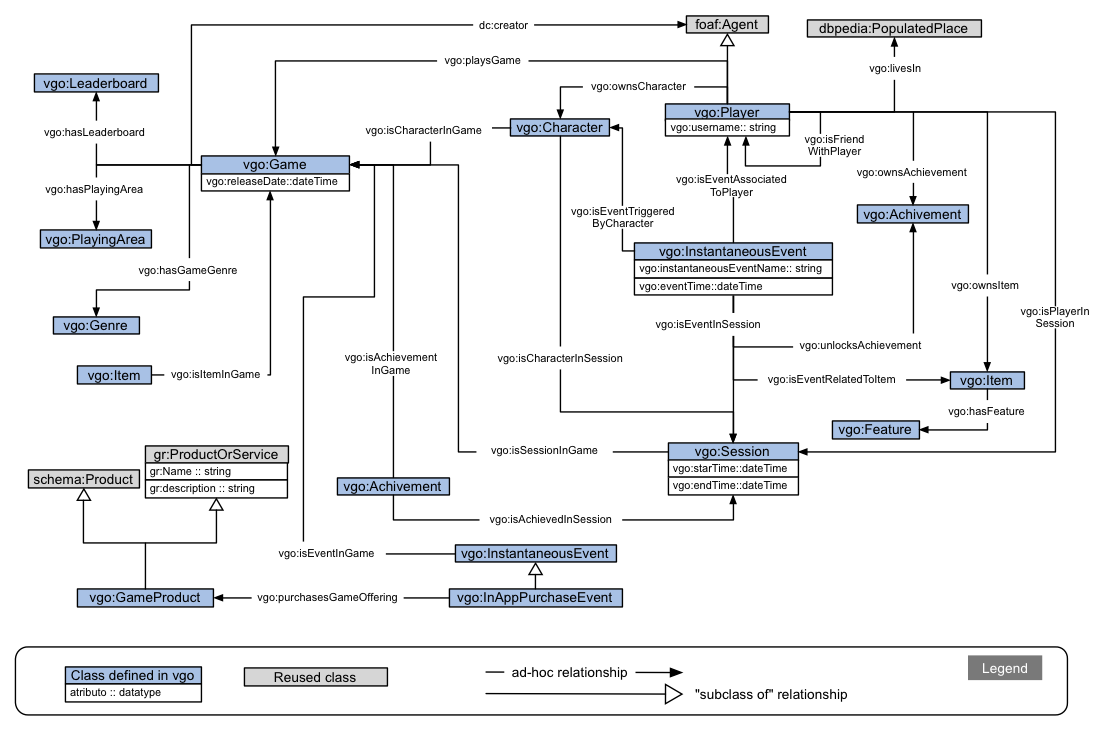 dc:creator
foaf:Agent
dbpedia:PopulatedPlace
vgo:playsGame
vgo:livesIn
vgo:Leaderboard
vgo:ownsCharacter
vgo:Player
vgo:username:: string
vgo:hasLeaderboard
vgo:isCharacterInGame
vgo:Character
vgo:isFriend
WithPlayer
vgo:Game
vgo:releaseDate::dateTime
vgo:ownsAchievement
vgo:hasPlayingArea
vgo:isEventAssociated
ToPlayer
vgo:isEventTriggered
ByCharacter
vgo:Achivement
vgo:PlayingArea
vgo:InstantaneousEvent
vgo:instantaneousEventName:: string
vgo:eventTime::dateTime
vgo:hasGameGenre
vgo:ownsItem
vgo:isPlayerIn
Session
vgo:Genre
vgo:isEventInSession
vgo:unlocksAchievement
vgo:isAchievement
InGame
vgo:isCharacterInSession
vgo:Item
vgo:isItemInGame
vgo:isEventRelatedToItem
vgo:Item
vgo:hasFeature
vgo:Feature
gr:ProductOrService
gr:Name :: string
gr:description :: string
schema:Product
vgo:isSessionInGame
vgo:Session
vgo:starTime::dateTime
vgo:endTime::dateTime
vgo:Achivement
vgo:isAchievedInSession
vgo:isEventInGame
vgo:InstantaneousEvent
vgo:GameProduct
vgo:purchasesGameOffering
vgo:InAppPurchaseEvent
Class defined in vgo
atributo :: datatype
Reused class
ad-hoc relationship
"subclass of" relationship
Legend